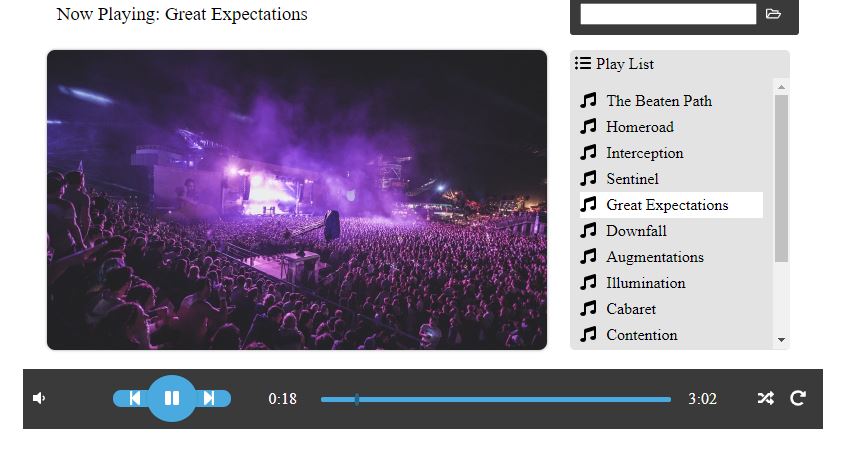 Now Playing: Great Expectations
Play List
The Beaten Path
Homeroad
Interception
Sentinel
Great Expectations
Downfall
Augmentations
Illumination
Cabaret
Contention
0:18
3:02